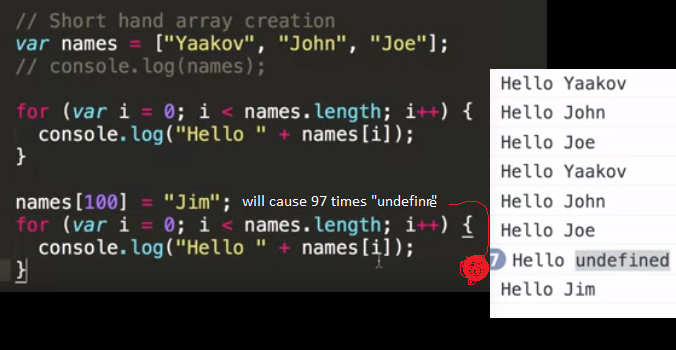 // Short hand array creation
var names = ["Yaakov", "John", "Joe"];
// console.log(names);
for (var i = 0; i < names.length; i++) {
console.log("Hello " + names[i]);
}
names[100] = "Jim"; will cause 97 times "undefine"
for (var i = 0; i < names.length; i++) {
console.log("Hello " + names[i]);
}
Hello Yaakov
Hello John
Hello Joe
Hello Yaakov
Hello John
Hello Joe
7 Hello undefined
Hello Jim